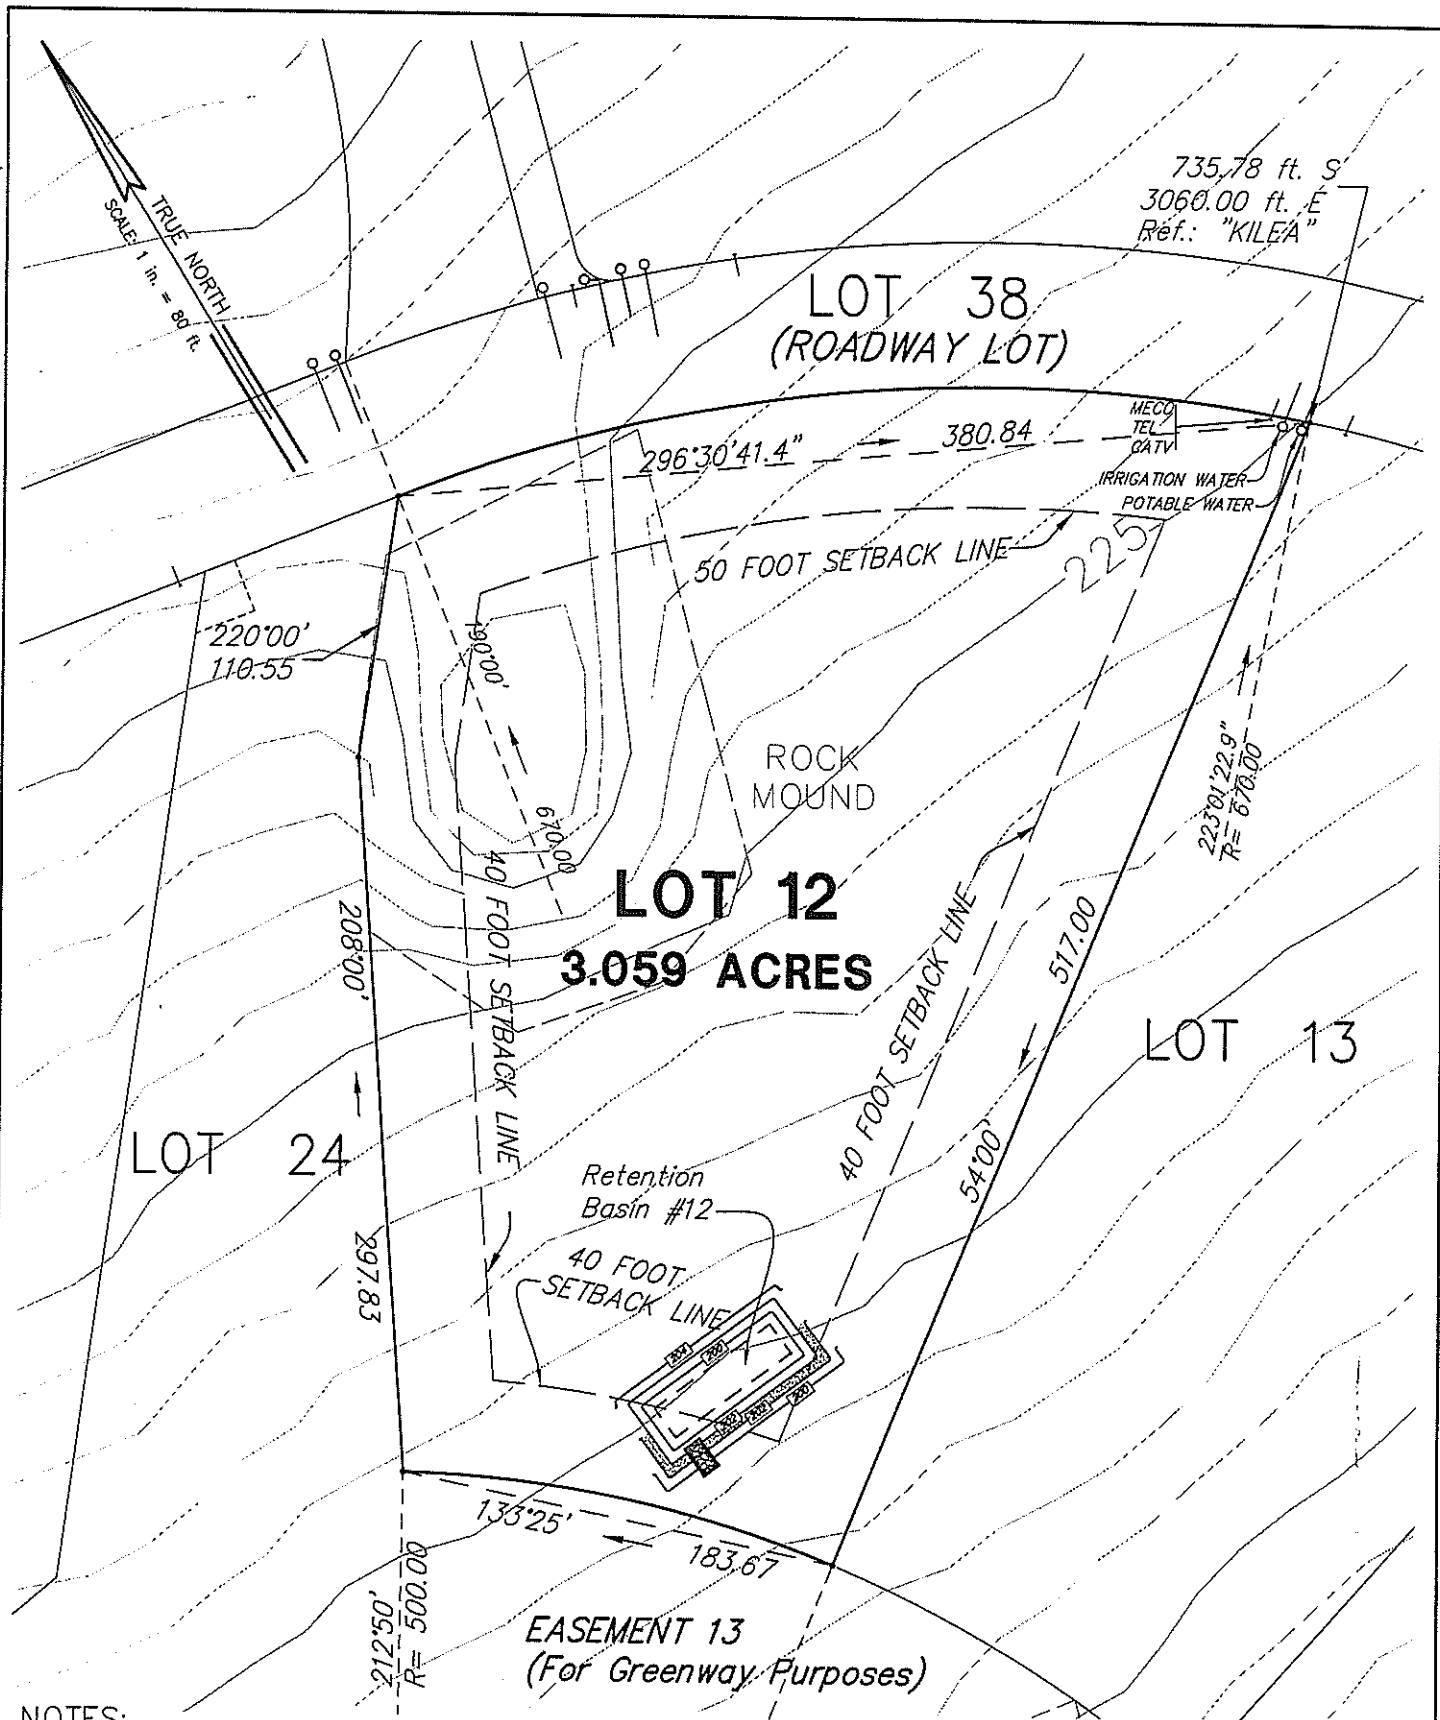 735.78 ft. S
3060.00 ft. E
Ref.: "KILEA"
TRUE NORTH
SCALE: 1 in. = 80 ft.
LOT 38
(ROADWAY LOT)
MECO
TEL
CATV
296°30'41.4"
380.84
IRRIGATION WATER
POTABLE WATER
50 FOOT SETBACK LINE
225
220°00'
110.55
190°00'
670.00
ROCK
MOUND
223°01'22.9"
R= 670.00
LOT 12
3.059 ACRES
208°00'
297.83
40 FOOT SETBACK LINE
40 FOOT SETBACK LINE
517.00
54°00'
LOT 13
LOT 24
Retention
Basin #12
40 FOOT
SETBACK LINE
204
200
202
202
200
133°25'
183.67
212°50'
R= 500.00
EASEMENT 13
(For Greenway Purposes)
NOTES: